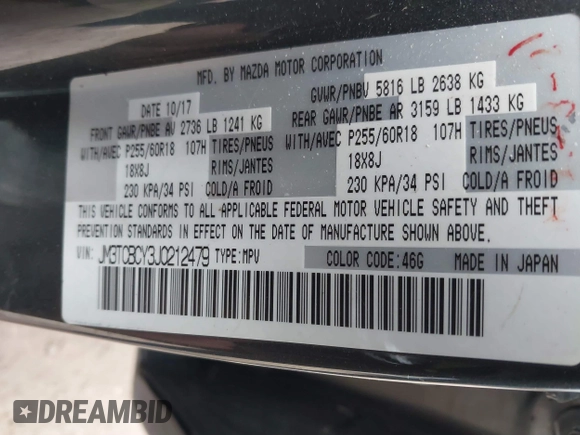 MFD. BY MAZDA MOTOR CORPORATION
DATE 10/17
GVWR/PNBV 5816 LB 2638 KG
FRONT GAWR/PNBE AV 2736 LB 1241 KG
REAR GAWR/PNBE AR 3159 LB 1433 KG
WITH/AVEC P255/60R18 107H TIRES/PNEUS
WITH/AVEC P255/60R18 107H TIRES/PNEUS
18X8J RIMS/JANTES
18X8J RIMS/JANTES
230 KPA/34 PSI COLD/A FROID
230 KPA/34 PSI COLD/A FROID
THIS VEHICLE CONFORMS TO ALL APPLICABLE FEDERAL MOTOR VEHICLE SAFETY AND THEFT
PREVENTION STANDARDS IN EFFECT ON THE DATE OF MANUFACTURE SHOWN ABOVE.
VIN: JM3TCBCY3J0212479 TYPE:MPV
COLOR CODE:46G MADE IN JAPAN
DREAMBID